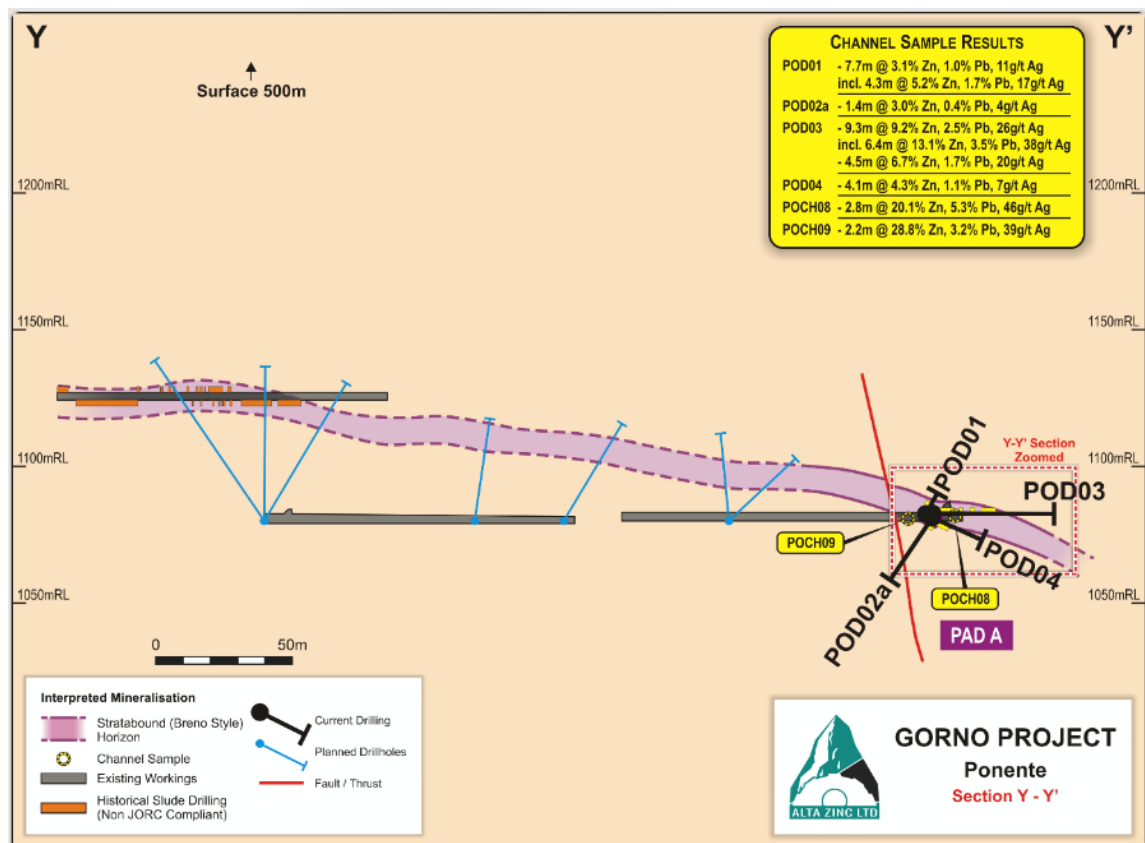 Y
Y'
Surface 500m
CHANNEL SAMPLE RESULTS
POD01 - 7.7m @ 3.1% Zn, 1.0% Pb, 11g/t Ag
incl. 4.3m @ 5.2% Zn, 1.7% Pb, 17g/t Ag
POD02a - 1.4m @ 3.0% Zn, 0.4% Pb, 4g/t Ag
POD03 - 9.3m @ 9.2% Zn, 2.5% Pb, 26g/t Ag
incl. 6.4m @ 13.1% Zn, 3.5% Pb, 38g/t Ag
- 4.5m @ 6.7% Zn, 1.7% Pb, 20g/t Ag
POD04 - 4.1m @ 4.3% Zn, 1.1% Pb, 7g/t Ag
POCH08 - 2.8m @ 20.1% Zn, 5.3% Pb, 46g/t Ag
POCH09 - 2.2m @ 28.8% Zn, 3.2% Pb, 39g/t Ag
1200mRL
1200mRL
1150mRL
1150mRL
1100mRL
1100mRL
Y-Y' Section
Zoomed
POD01
POD03
POCH09
POD04
POD02a
POCH08
1050mRL
1050mRL
PAD A
0
50m
Interpreted Mineralisation
Stratabound (Breno Style)
Horizon
Channel Sample
Existing Workings
Historical Slude Drilling
(Non JORC Compliant)
Current Drilling
Planned Drillholes
Fault / Thrust
ALTA ZINC LTD
GORNO PROJECT
Ponente
Section Y - Y'